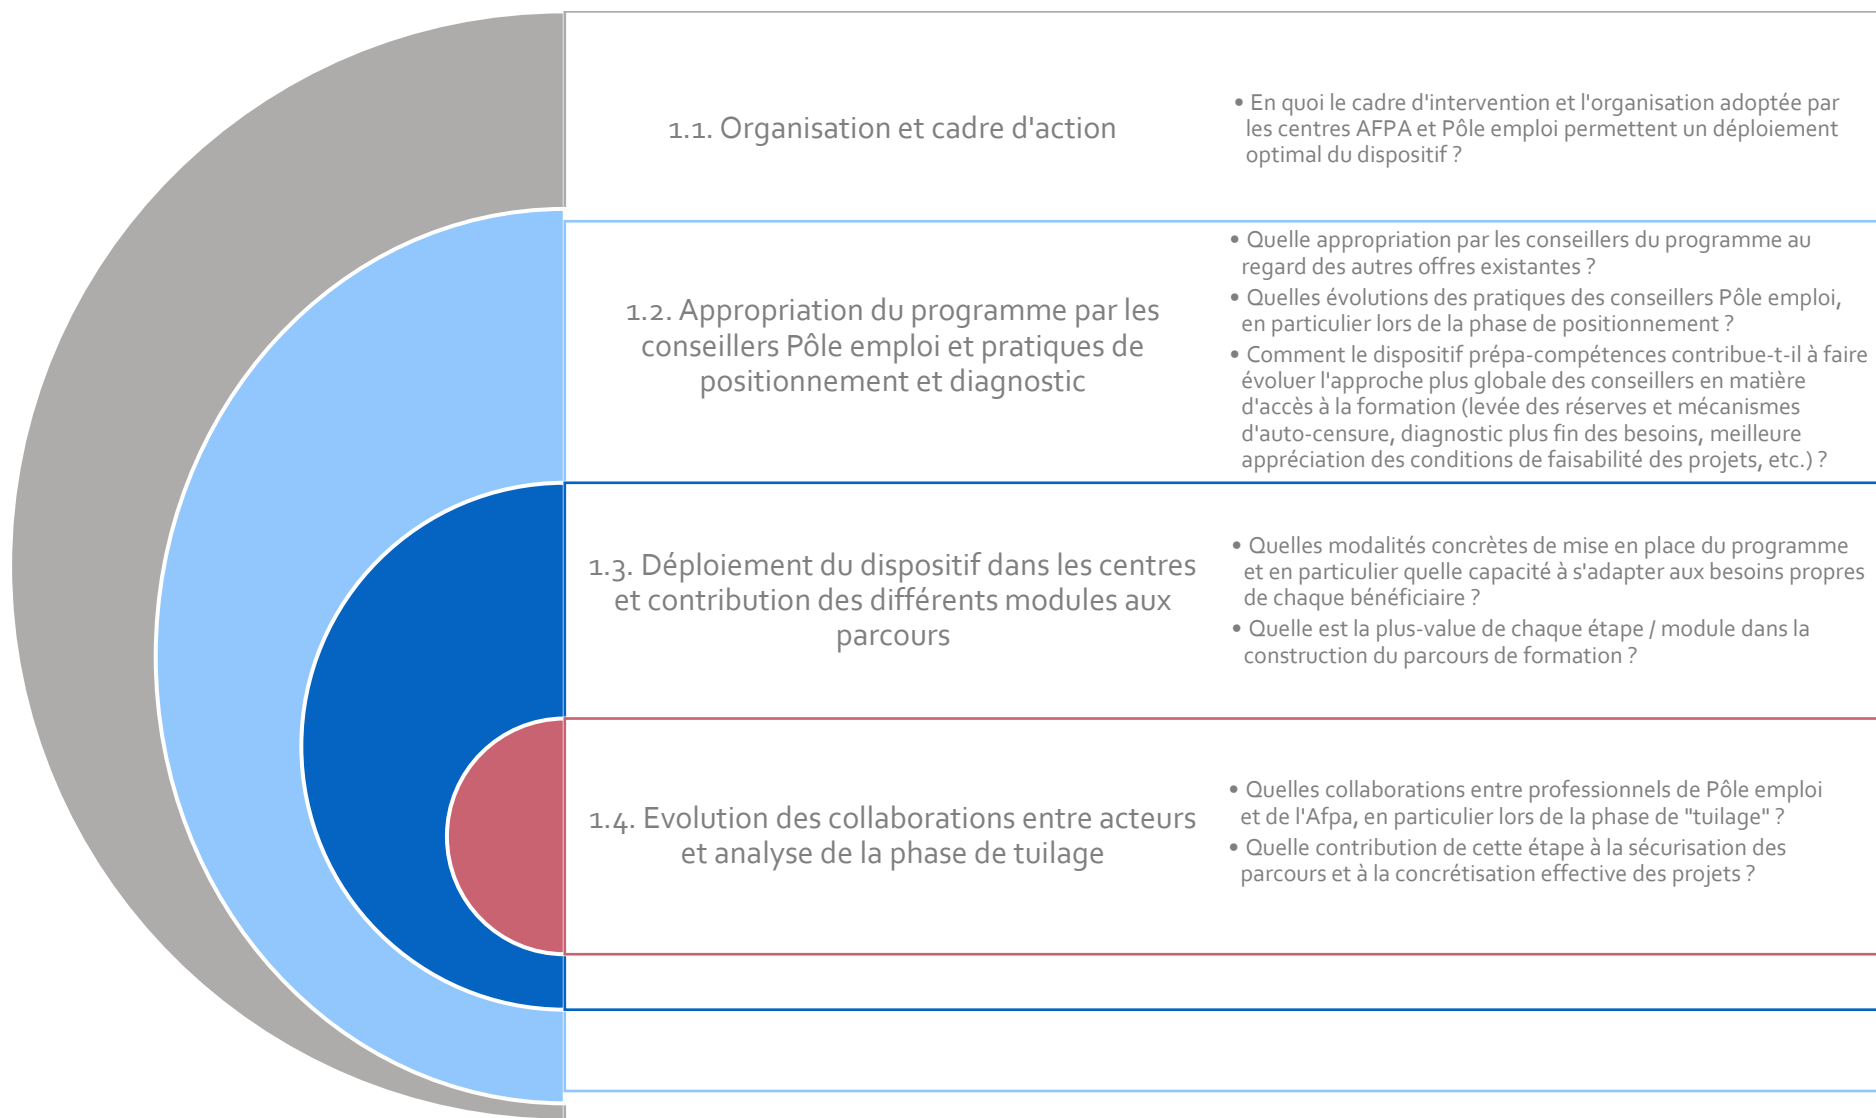 1.1. Organisation et cadre d'action
• En quoi le cadre d'intervention et l'organisation adoptée par
les centres AFPA et Pôle emploi permettent un déploiement
optimal du dispositif ?
1.2. Appropriation du programme par les
conseillers Pôle emploi et pratiques de
positionnement et diagnostic
• Quelle appropriation par les conseillers du programme au
regard des autres offres existantes ?
• Quelles évolutions des pratiques des conseillers Pôle emploi,
en particulier lors de la phase de positionnement ?
• Comment le dispositif prépa-compétences contribue-t-il à faire
évoluer l'approche plus globale des conseillers en matière
d'accès à la formation (levée des réserves et mécanismes
d'auto-censure, diagnostic plus fin des besoins, meilleure
appréciation des conditions de faisabilité des projets, etc.) ?
1.3. Déploiement du dispositif dans les centres
et contribution des différents modules aux
parcours
• Quelles modalités concrètes de mise en place du programme
et en particulier quelle capacité à s'adapter aux besoins propres
de chaque bénéficiaire ?
• Quelle est la plus-value de chaque étape / module dans la
construction du parcours de formation ?
1.4. Evolution des collaborations entre acteurs
et analyse de la phase de tuilage
• Quelles collaborations entre professionnels de Pôle emploi
et de l'Afpa, en particulier lors de la phase de "tuilage" ?
• Quelle contribution de cette étape à la sécurisation des
parcours et à la concrétisation effective des projets ?